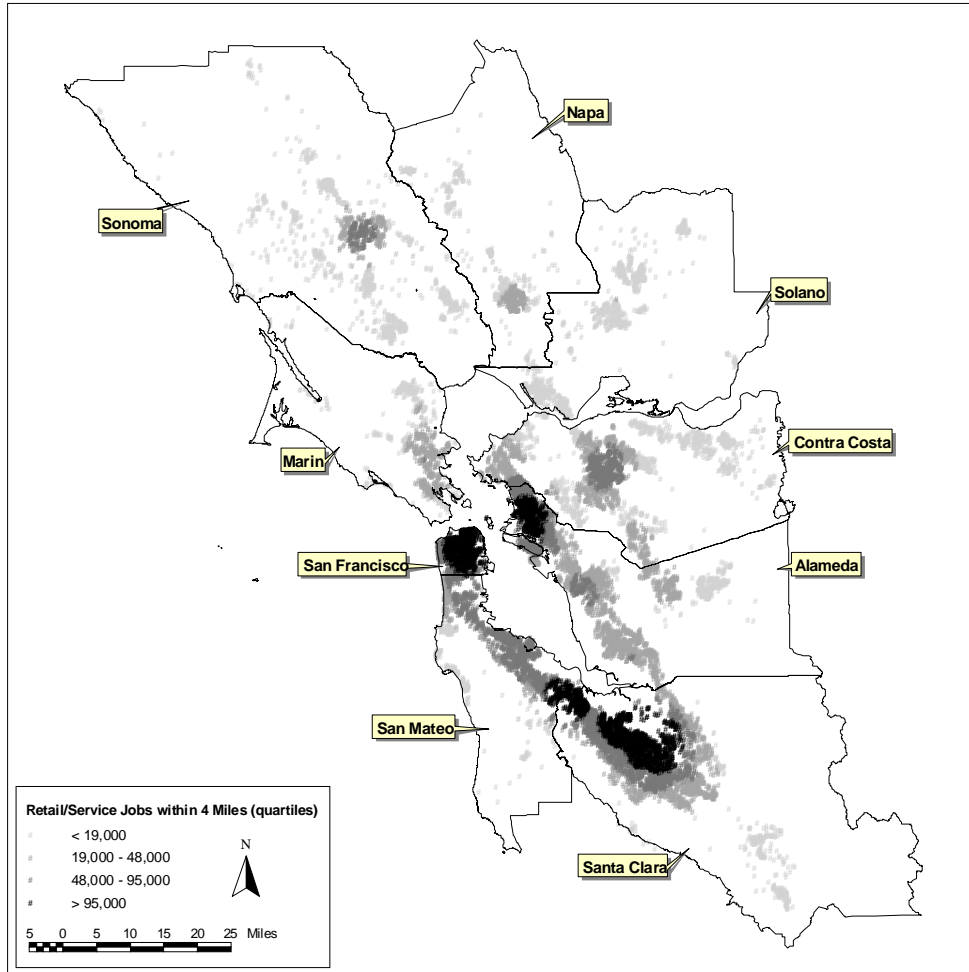 Napa
Sonoma
Solano
Contra Costa
Marin
San Francisco
Alameda
San Mateo
Santa Clara
Retail/Service Jobs within 4 Miles (quartiles)
# < 19,000
# 19,000 - 48,000
# 48,000 - 95,000
# > 95,000
N
5 0 5 10 15 20 25 Miles